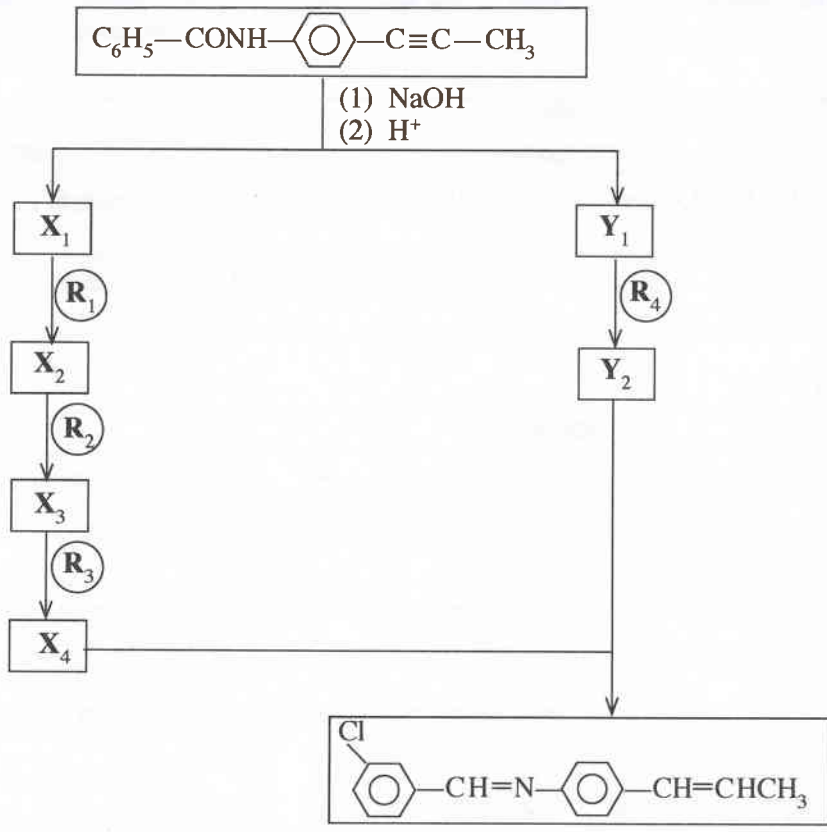 C₆H₅—CONH— —C≡C—CH₃
(1) NaOH
(2) H⁺
X₁
Y₁
R₁
R₄
X₂
Y₂
R₂
X₃
R₃
X₄
Cl
—CH=N— —CH=CHCH₃